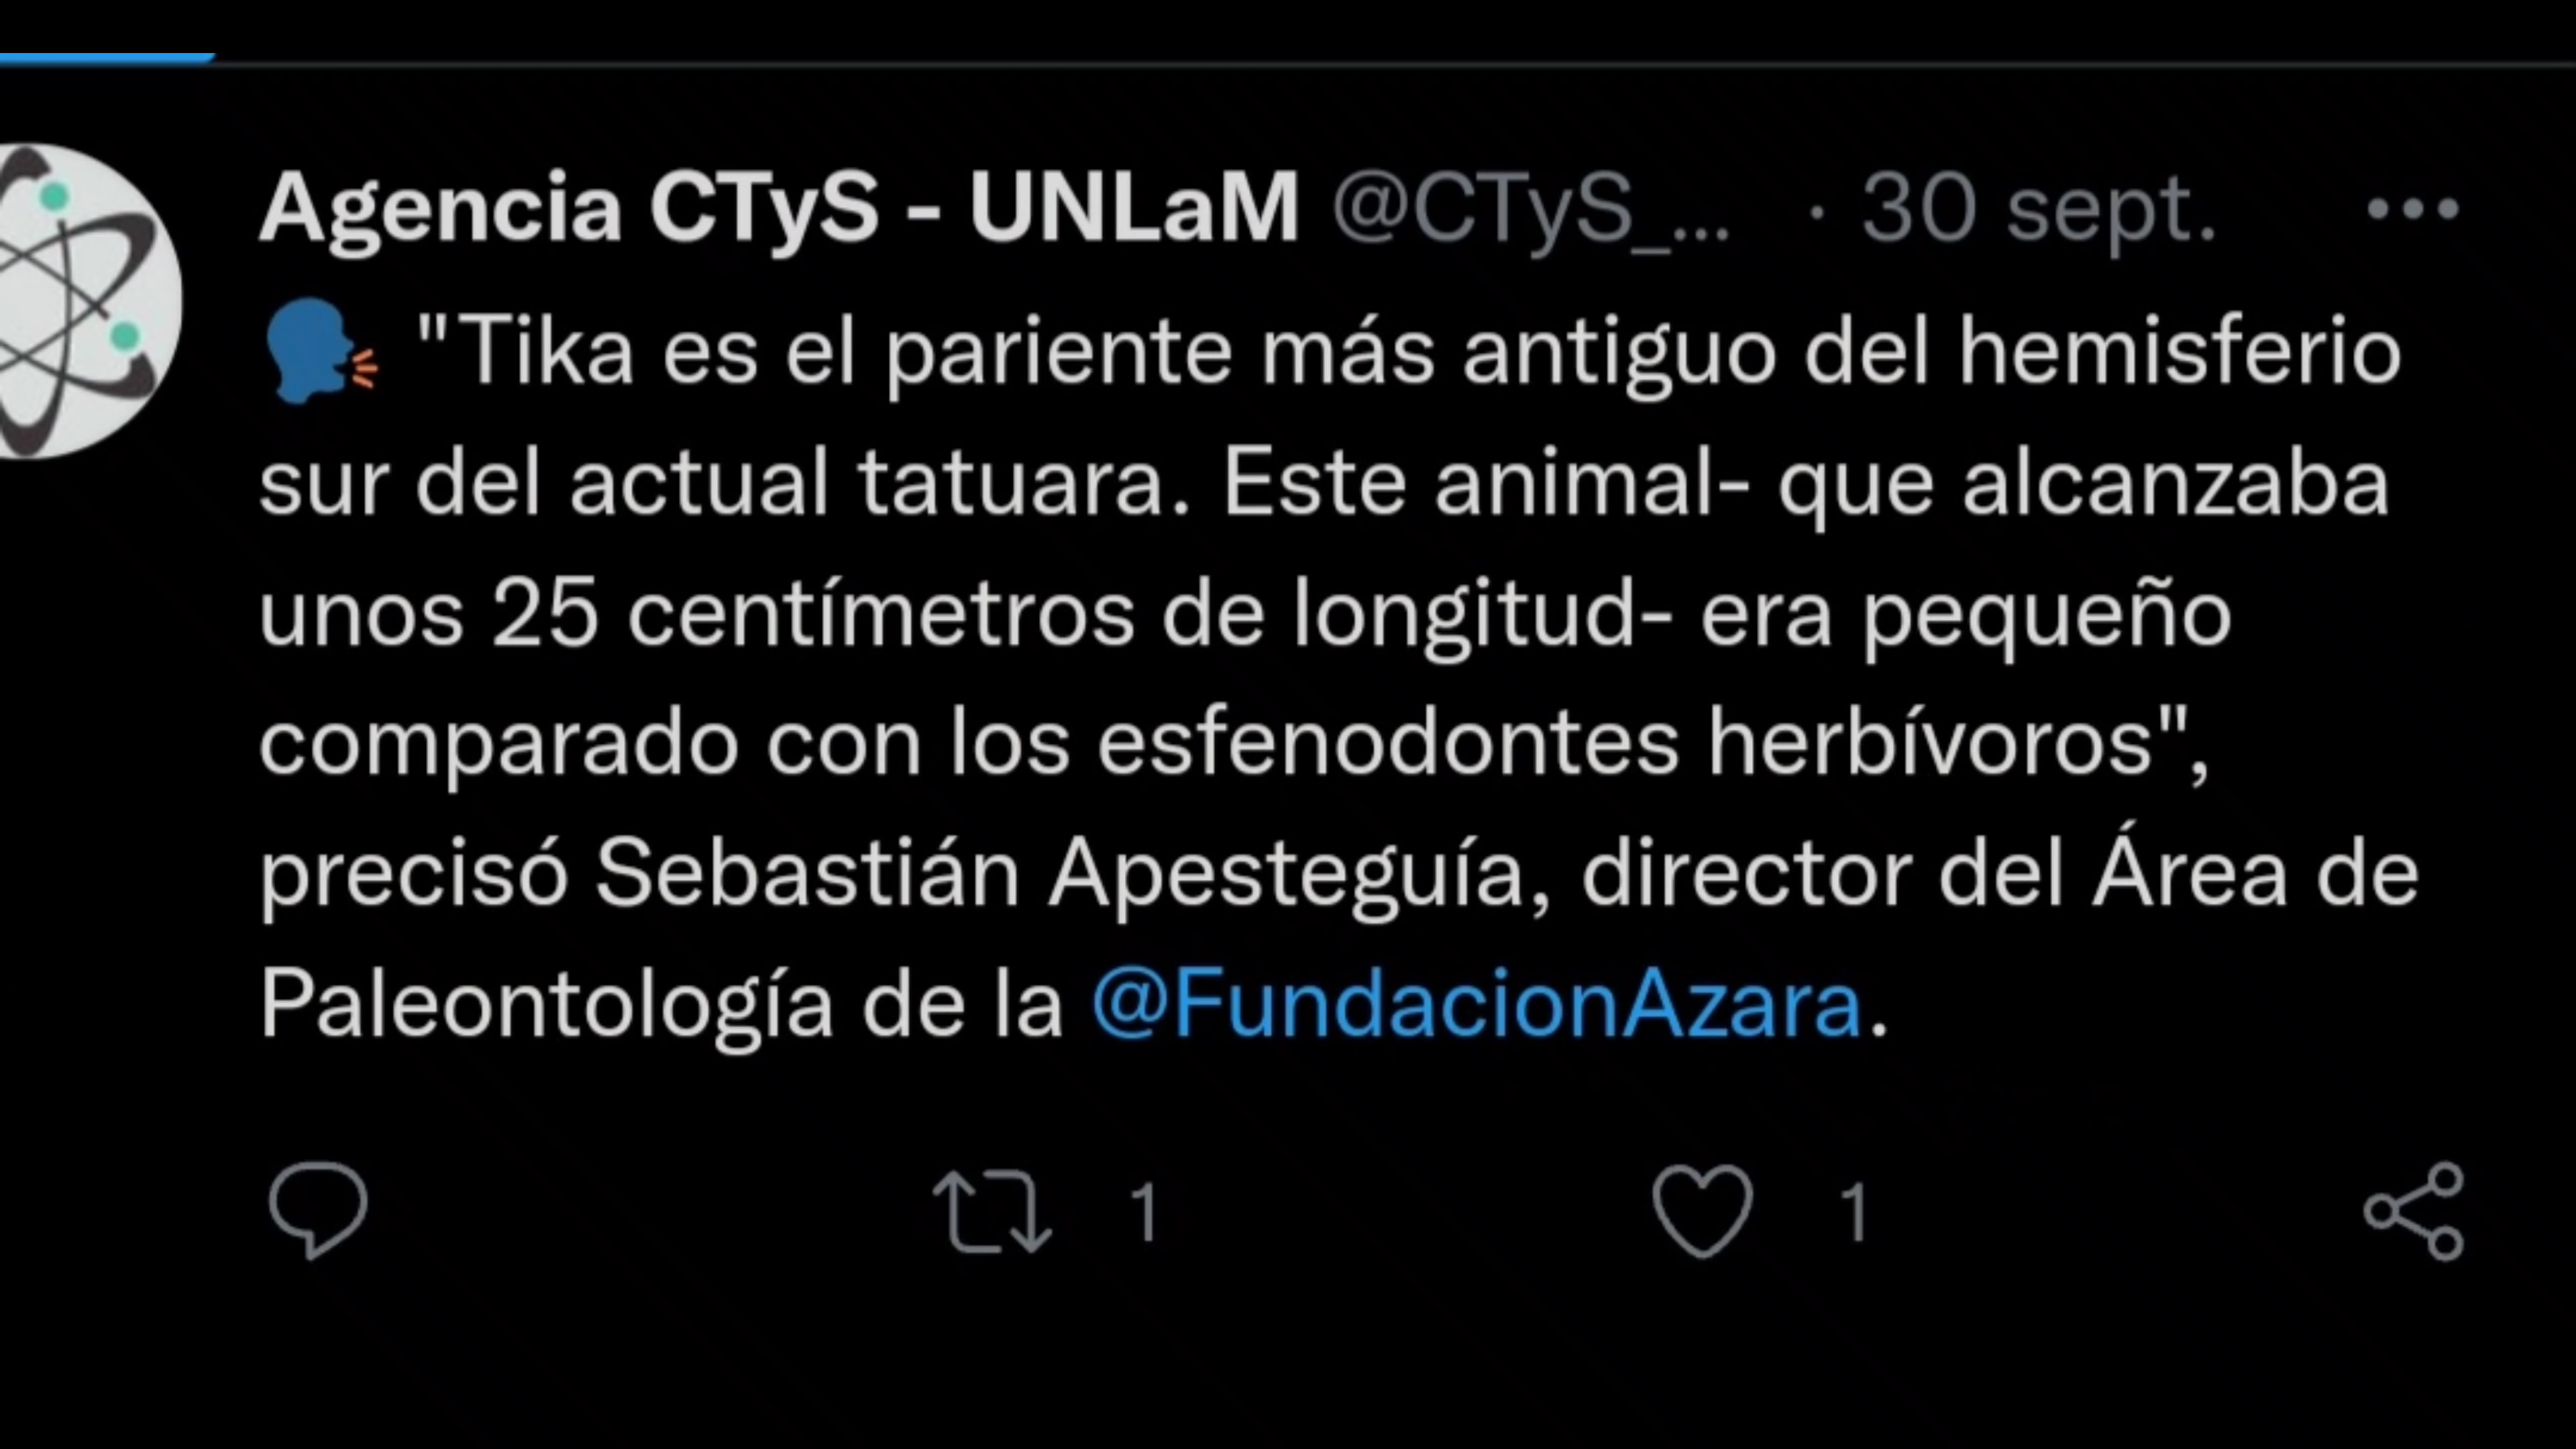 Agencia CTyS - UNLaM @CTyS_... · 30 sept.
"Tika es el pariente más antiguo del hemisferio
sur del actual tatuara. Este animal- que alcanzaba
unos 25 centímetros de longitud- era pequeño
comparado con los esfenodontes herbívoros",
precisó Sebastián Apesteguía, director del Área de
Paleontología de la @FundacionAzara.
1 1